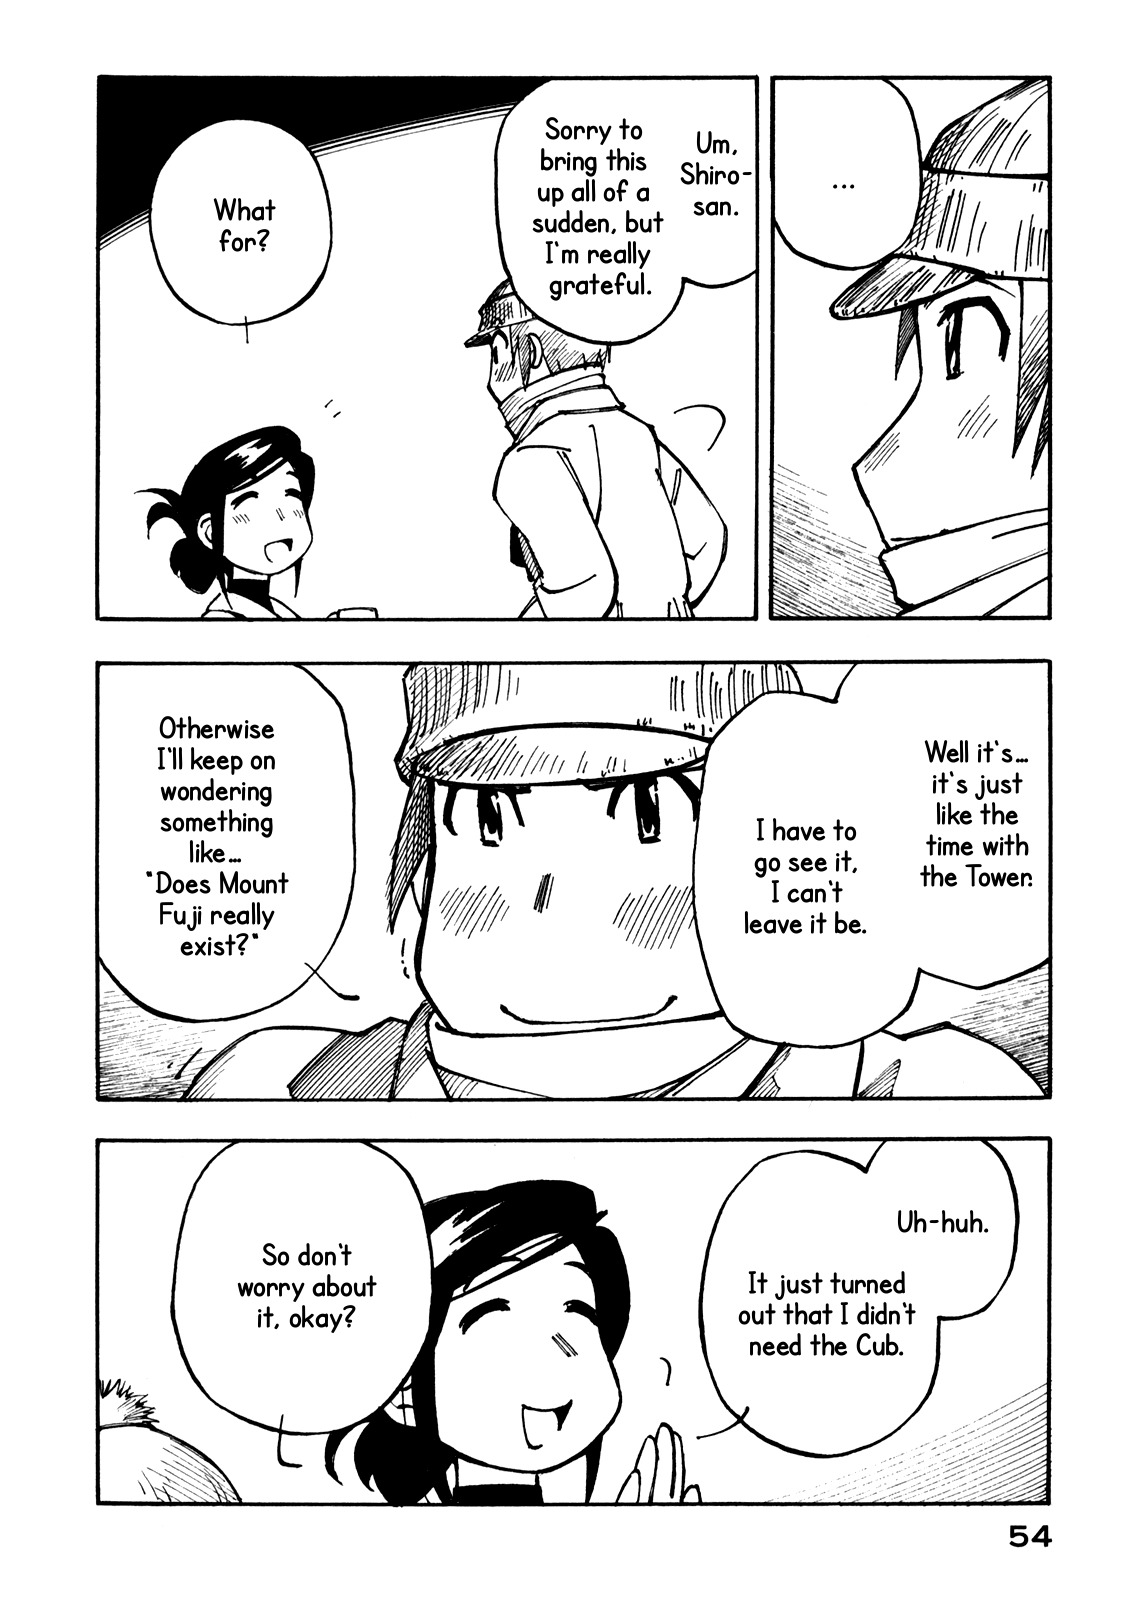 ...
Um,
Shiro-
san.
Sorry to
bring this
up all of a
sudden, but
I'm really
grateful.
What
for?
Well it's...
it's just
like the
time with
the Tower.
I have to
go see it,
I can't
leave it be.
Otherwise
I'll keep on
wondering
something
like...
"Does Mount
Fuji really
exist?"
Uh-huh.
It just turned
out that I didn't
need the Cub.
So don't
worry about
it, okay?
54